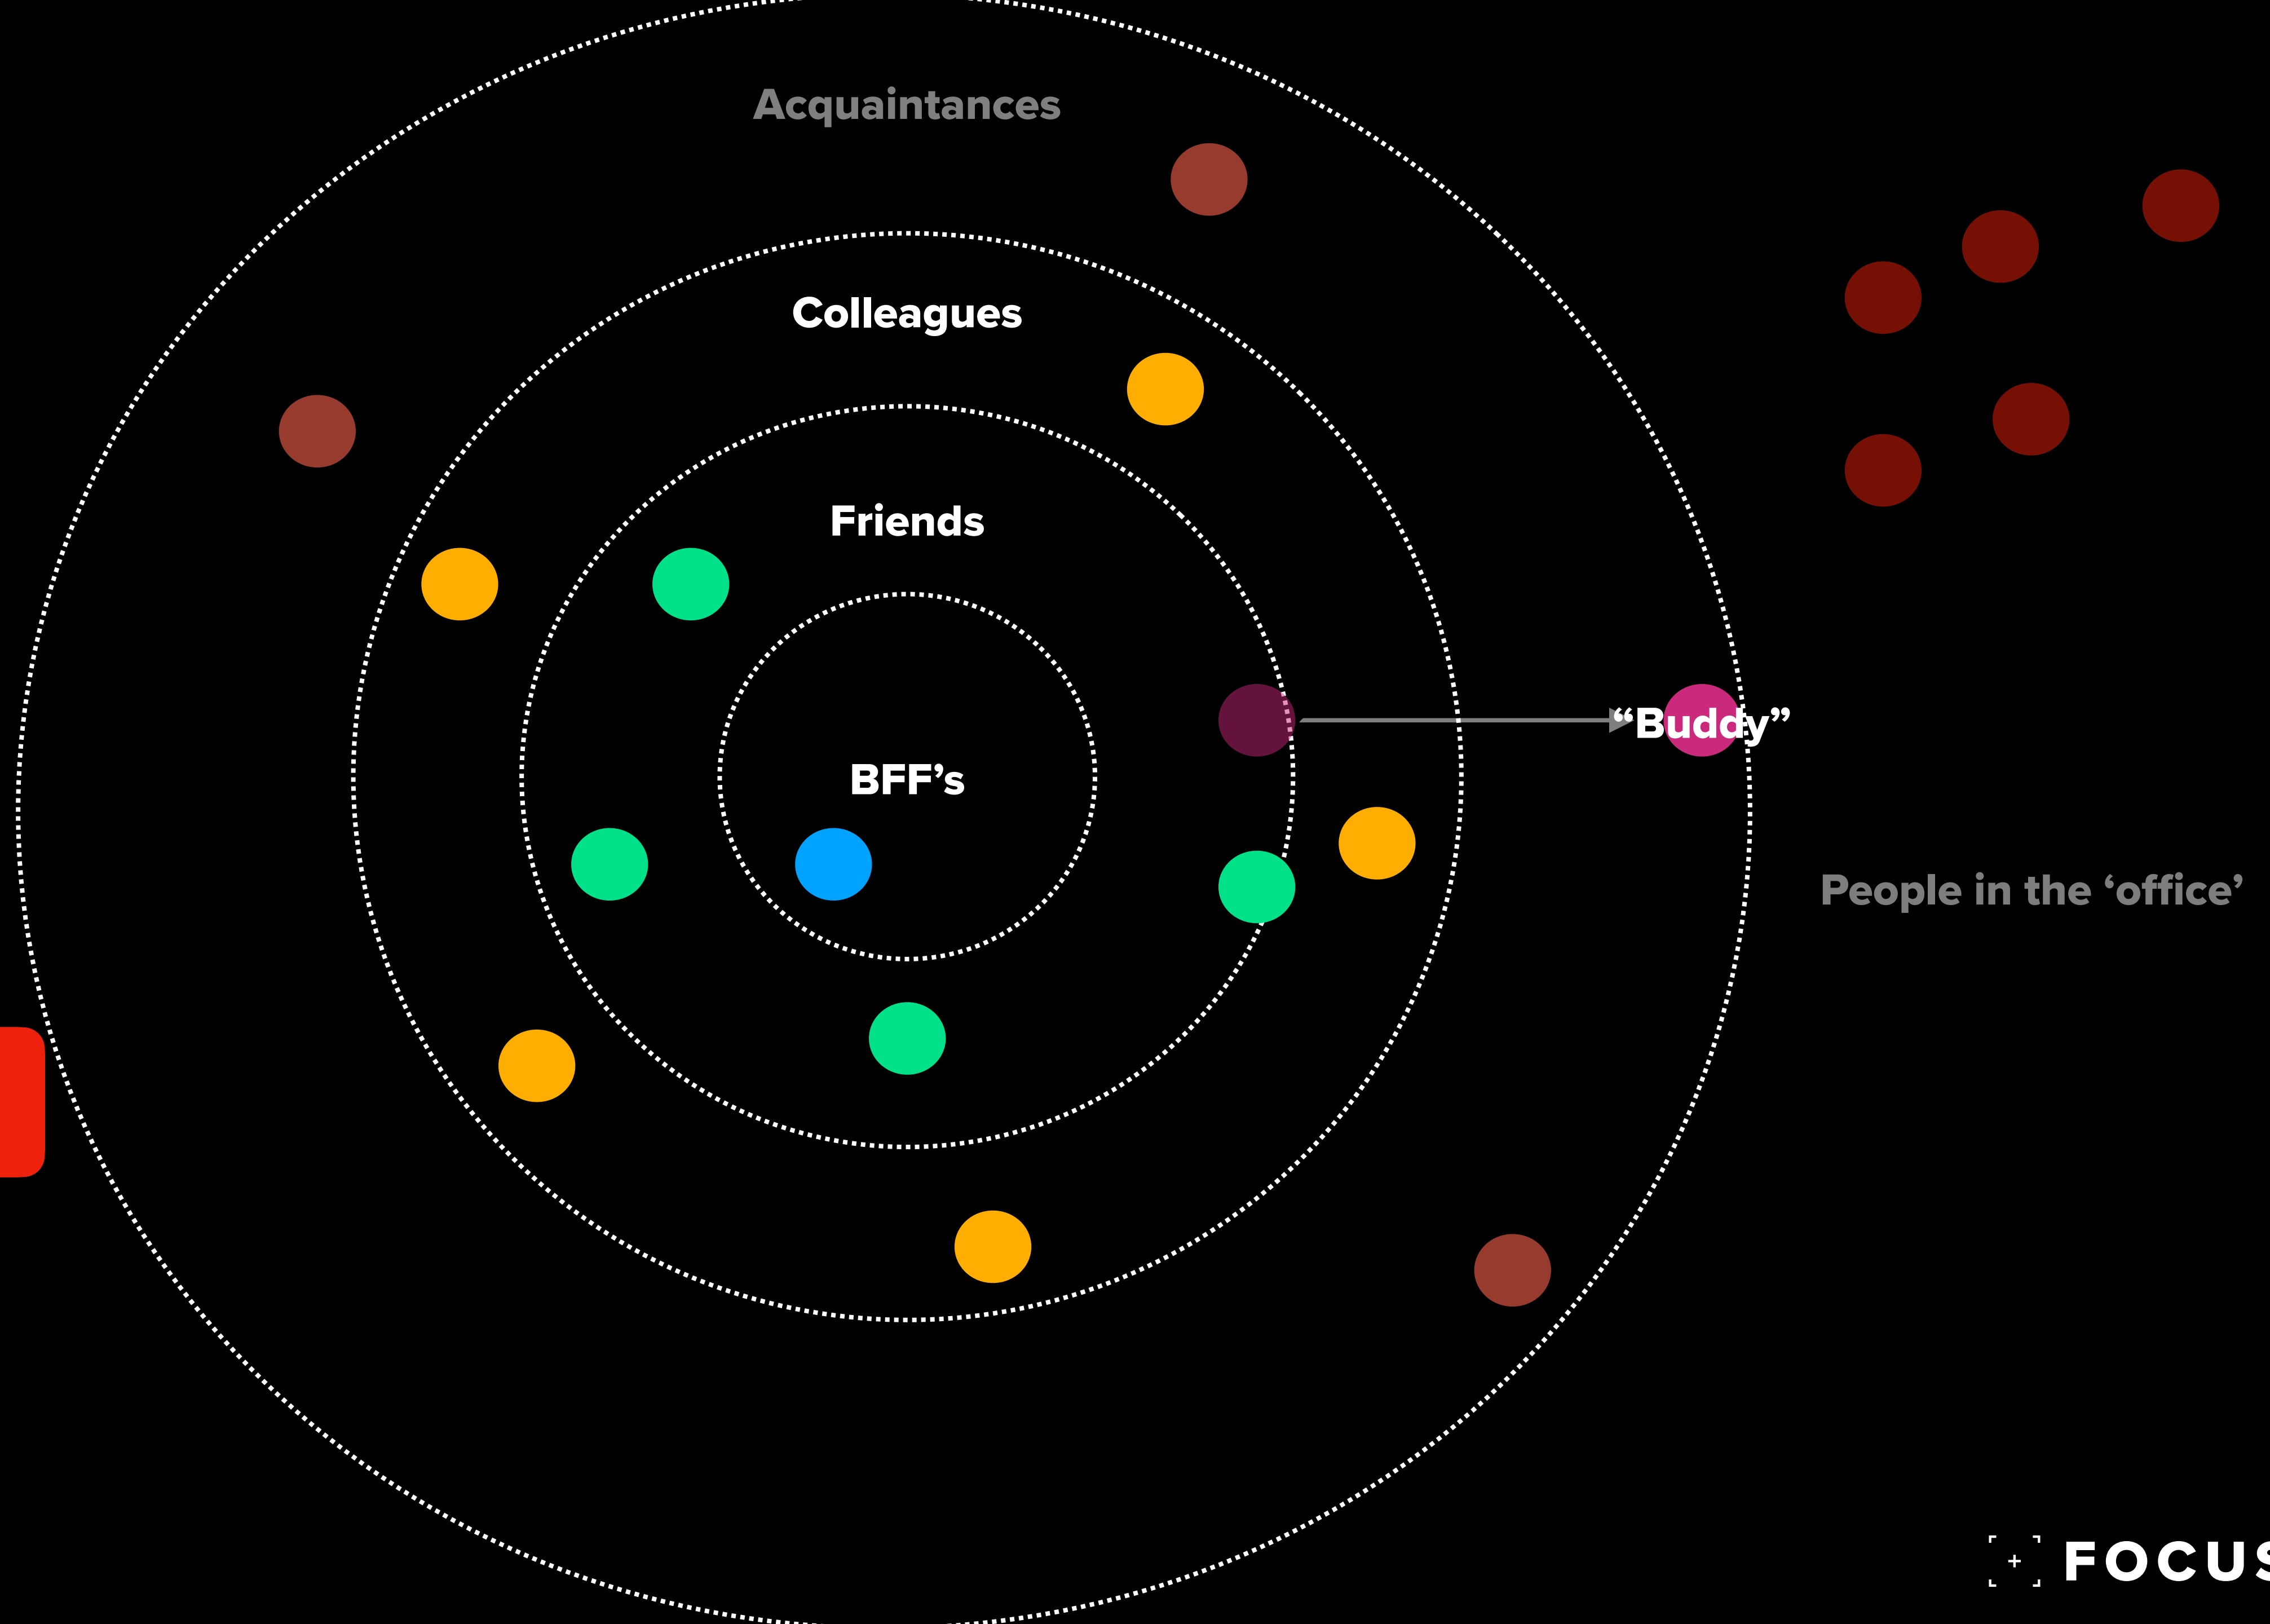 Acquaintances
Colleagues
Friends
“Buddy”
BFF’s
People in the ‘office’
FOCUS